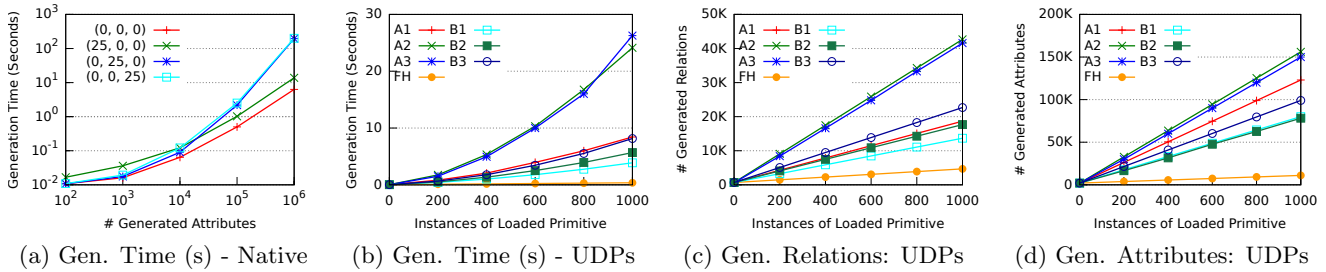 Generation Time (Seconds)
10^3
10^2
10^1
10^0
10^-1
10^-2
(0, 0, 0)
(25, 0, 0)
(0, 25, 0)
(0, 0, 25)
10^2 10^3 10^4 10^5 10^6
# Generated Attributes
(a) Gen. Time (s) - Native
Generation Time (Seconds)
30
20
10
0
A1 B1
A2 B2
A3 B3
FH
0 200 400 600 800 1000
Instances of Loaded Primitive
(b) Gen. Time (s) - UDPs
# Generated Relations
50K
40K
30K
20K
10K
0
A1 B1
A2 B2
A3 B3
FH
0 200 400 600 800 1000
Instances of Loaded Primitive
(c) Gen. Relations: UDPs
# Generated Attributes
200K
150K
100K
50K
0
A1 B1
A2 B2
A3 B3
FH
0 200 400 600 800 1000
Instances of Loaded Primitive
(d) Gen. Attributes: UDPs